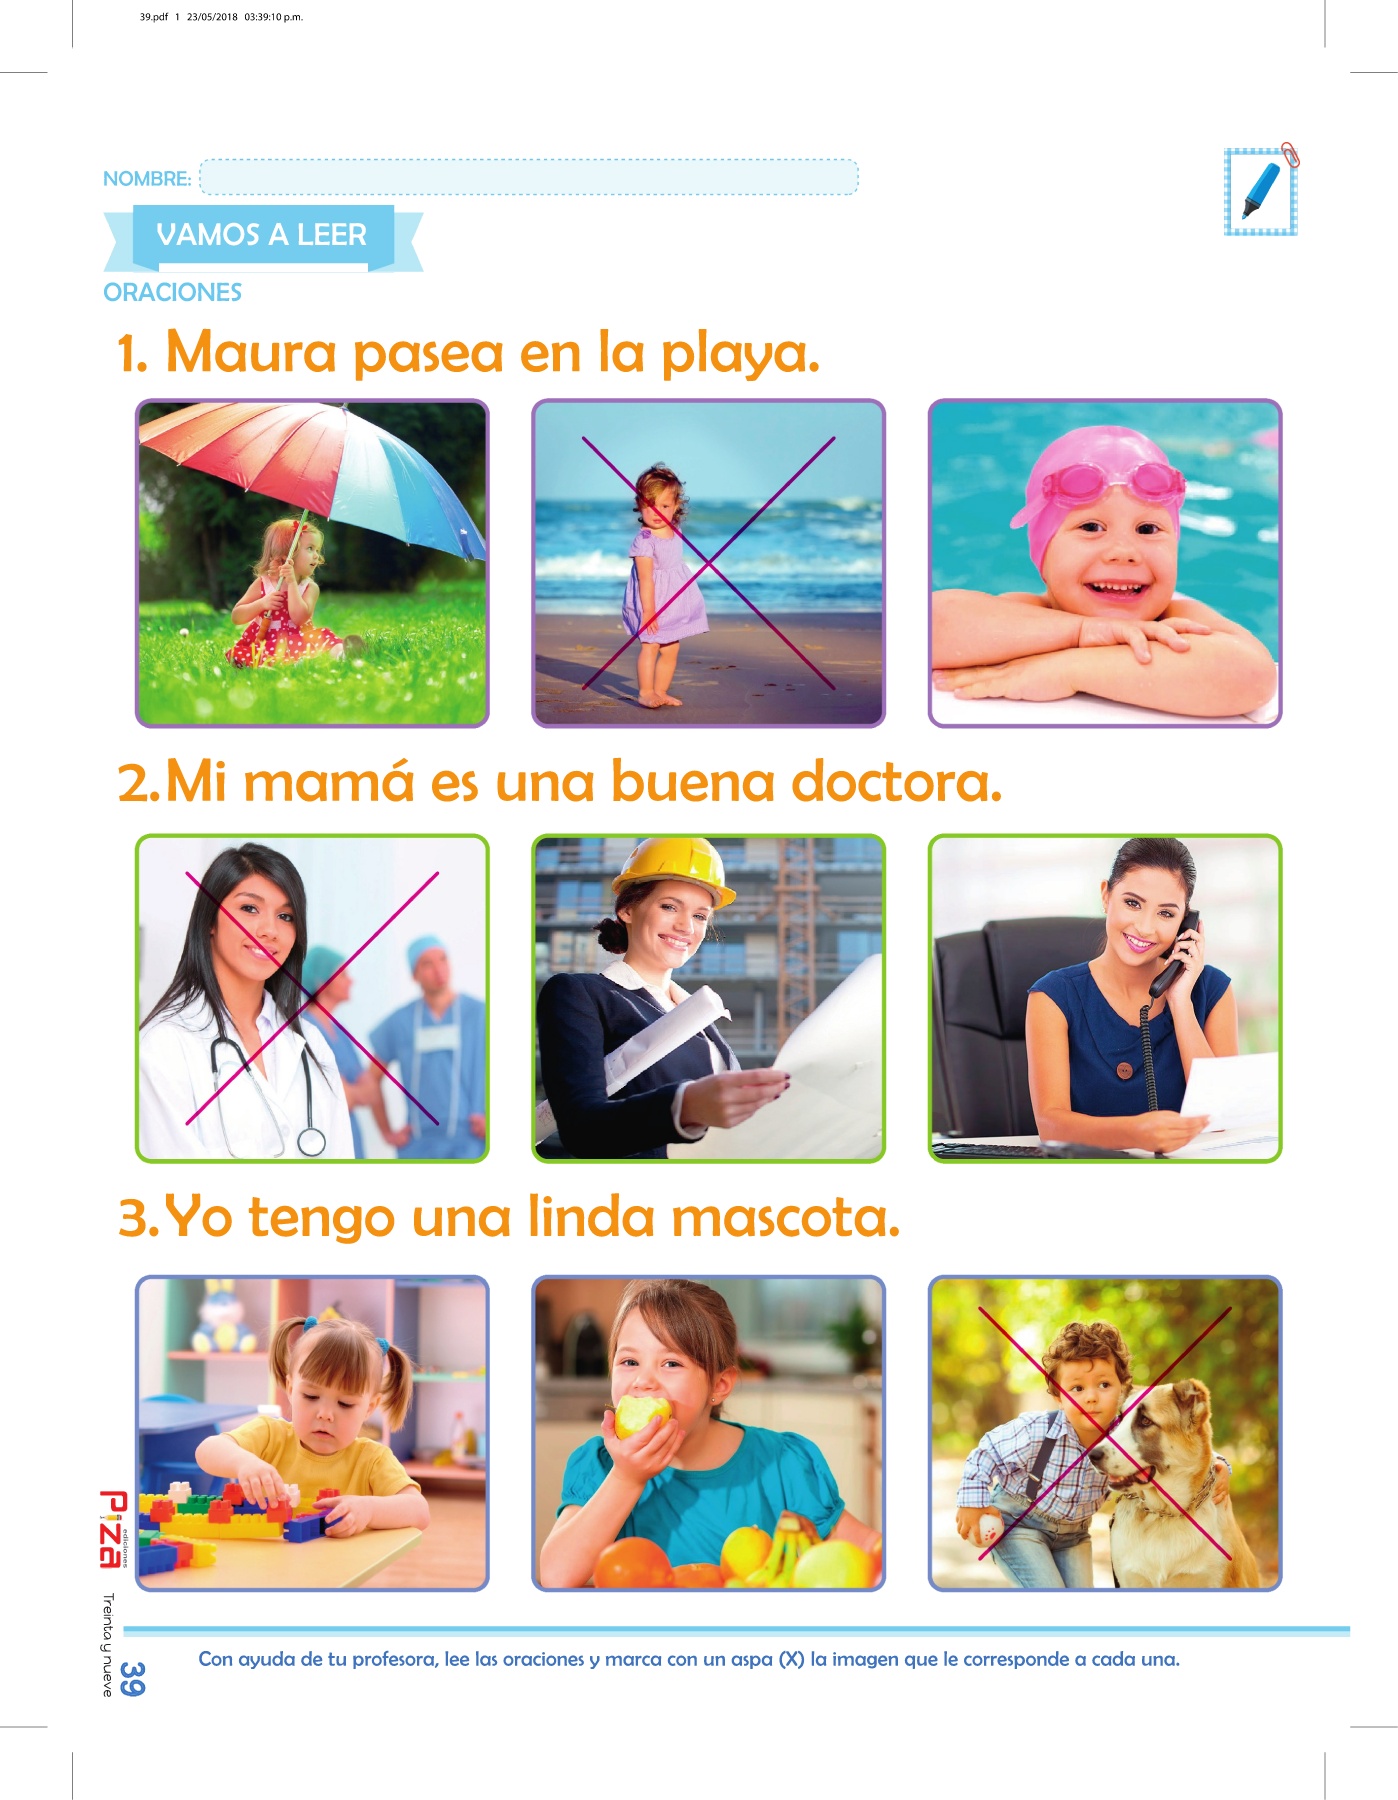 39.pdf 1 23/05/2018 03:39:10 p.m.
NOMBRE:
VAMOS A LEER
ORACIONES
1. Maura pasea en la playa.
2. Mi mamá es una buena doctora.
3. Yo tengo una linda mascota.
Piza
ediciones
Treinta y nueve
39
Con ayuda de tu profesora, lee las oraciones y marca con un aspa (X) la imagen que le corresponde a cada una.